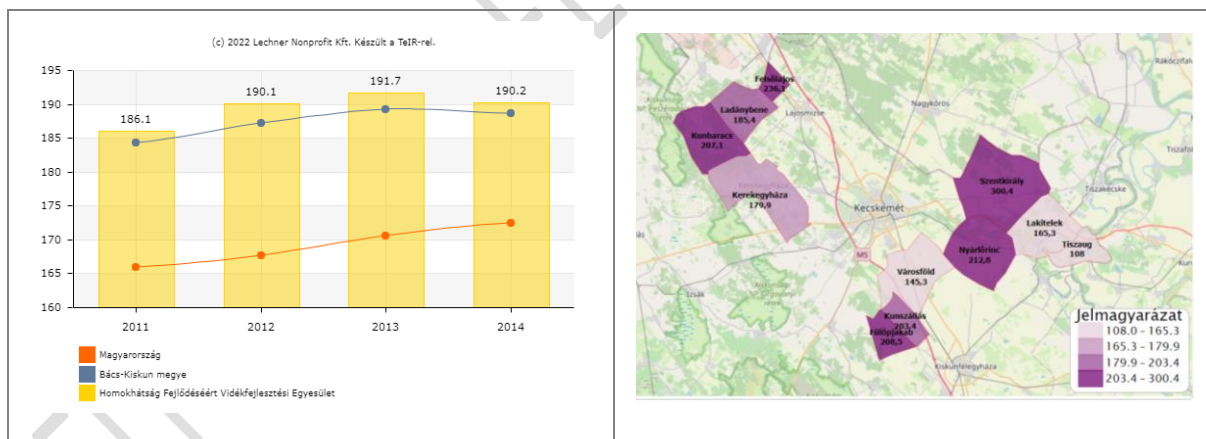 (c) 2022 Lechner Nonprofit Kft. Készült a TeIR-rel.
195
190
185
180
175
170
165
160
186.1
190.1
191.7
190.2
2011
2012
2013
2014
Magyarország
Bács-Kiskun megye
Homokhátság Fejlődéséért Vidékfejlesztési Egyesület
Felsőlajos
236,1
Ladánybene
185,4
Lajosmizse
Kunbaracs
207,1
Kerekegyháza
179,9
Nagykőrös
Kecskemét
Szentkirály
300,4
Tiszakécske
Lakitelek
165,3
Tiszaug
108
Nyárlőrinc
212,8
M5
Városföld
145,3
Izsák
Kunszállás
203,4
Fülöpjakab
208,5
Kiskunfélegyháza
Jelmagyarázat
108.0 - 165.3
165.3 - 179.9
179.9 - 203.4
203.4 - 300.4